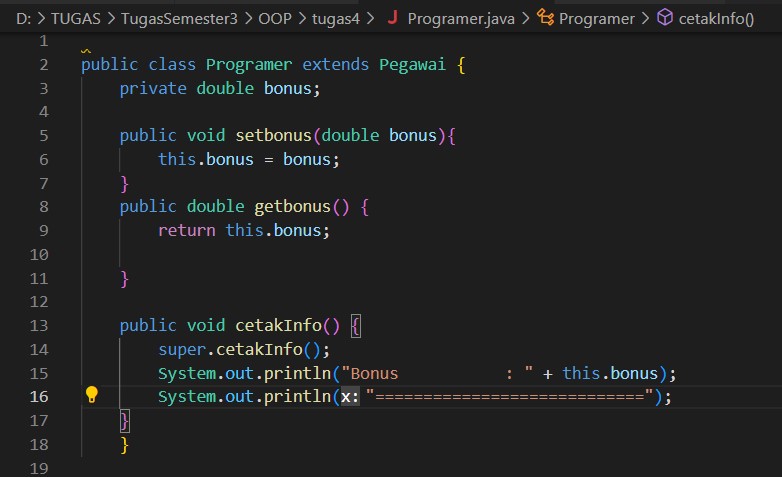 D: > TUGAS > TugasSemester3 > OOP > tugas4 > J Programer.java > Programer > cetakInfo()
1
2 public class Programer extends Pegawai {
3     private double bonus;
4
5     public void setbonus(double bonus){
6         this.bonus = bonus;
7     }
8     public double getbonus() {
9         return this.bonus;
10
11     }
12
13     public void cetakInfo() {
14         super.cetakInfo();
15         System.out.println("Bonus           : " + this.bonus);
16         System.out.println(x: "============================");
17     }
18     }
19